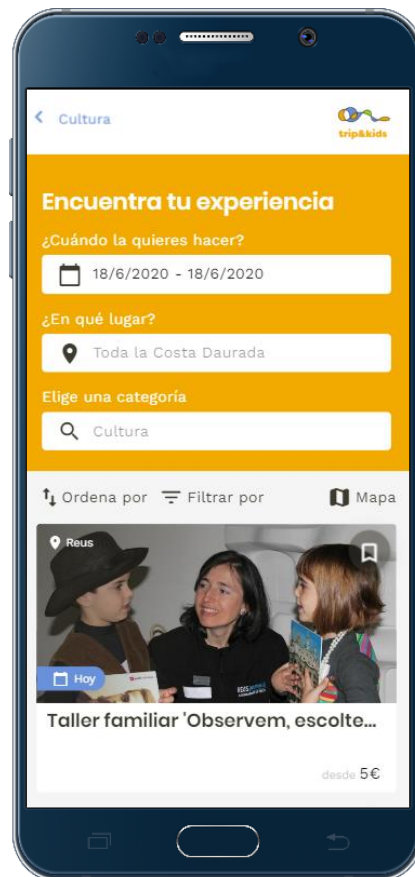 Cultura
trip&kids
Encuentra tu experiencia
¿Cuándo la quieres hacer?
18/6/2020 - 18/6/2020
¿En qué lugar?
Toda la Costa Daurada
Elige una categoría
Cultura
Ordena por Filtrar por Mapa
Reus
Hoy
Taller familiar 'Observem, escolte...
desde 5€